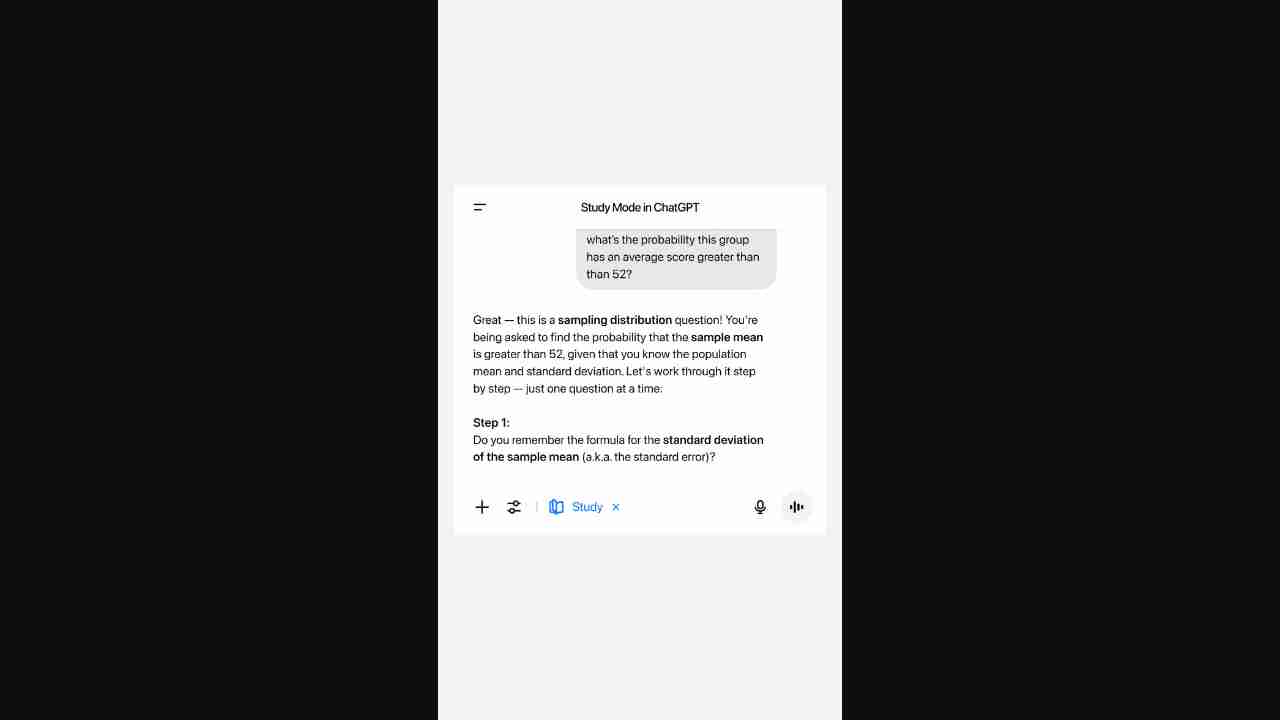 Study Mode in ChatGPT
what's the probability this group
has an average score greater than
than 52?
Great — this is a sampling distribution question! You're
being asked to find the probability that the sample mean
is greater than 52, given that you know the population
mean and standard deviation. Let's work through it step
by step — just one question at a time:
Step 1:
Do you remember the formula for the standard deviation
of the sample mean (a.k.a. the standard error)?
Study